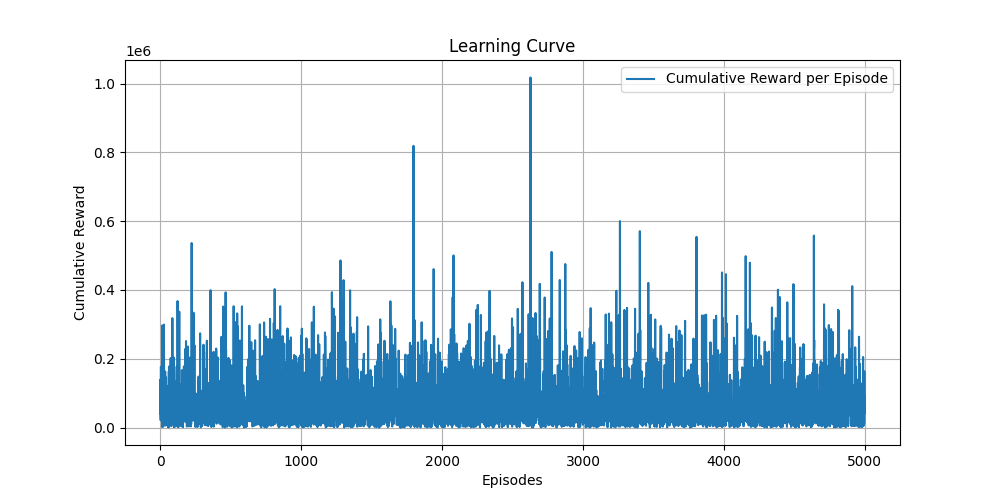 Learning Curve
1e6
Cumulative Reward per Episode
1.0
0.8
0.6
0.4
0.2
0.0
Cumulative Reward
0 1000 2000 3000 4000 5000
Episodes